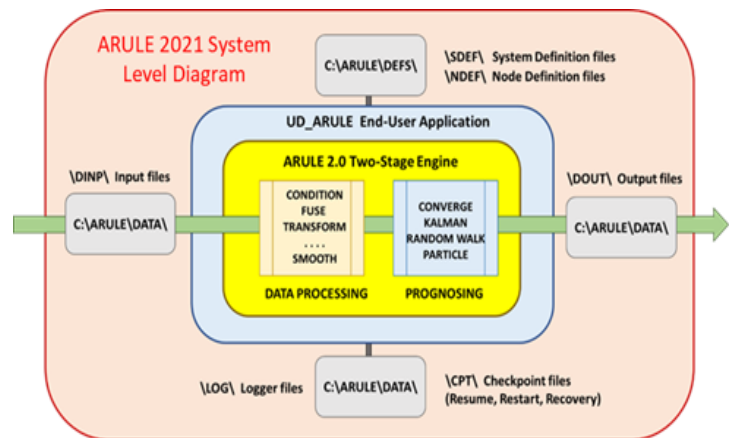 ARULE 2021 System
Level Diagram
C:\ARULE\DEFS\
\SDEF\ System Definition files
\NDEF\ Node Definition files
UD_ARULE End-User Application
ARULE 2.0 Two-Stage Engine
\DINP\ Input files
C:\ARULE\DATA\
CONDITION
FUSE
TRANSFORM
....
SMOOTH
DATA PROCESSING
CONVERGE
KALMAN
RANDOM WALK
PARTICLE
PROGNOSING
\DOUT\ Output files
C:\ARULE\DATA\
\LOG\ Logger files
C:\ARULE\DATA\
\CPT\ Checkpoint files
(Resume, Restart, Recovery)